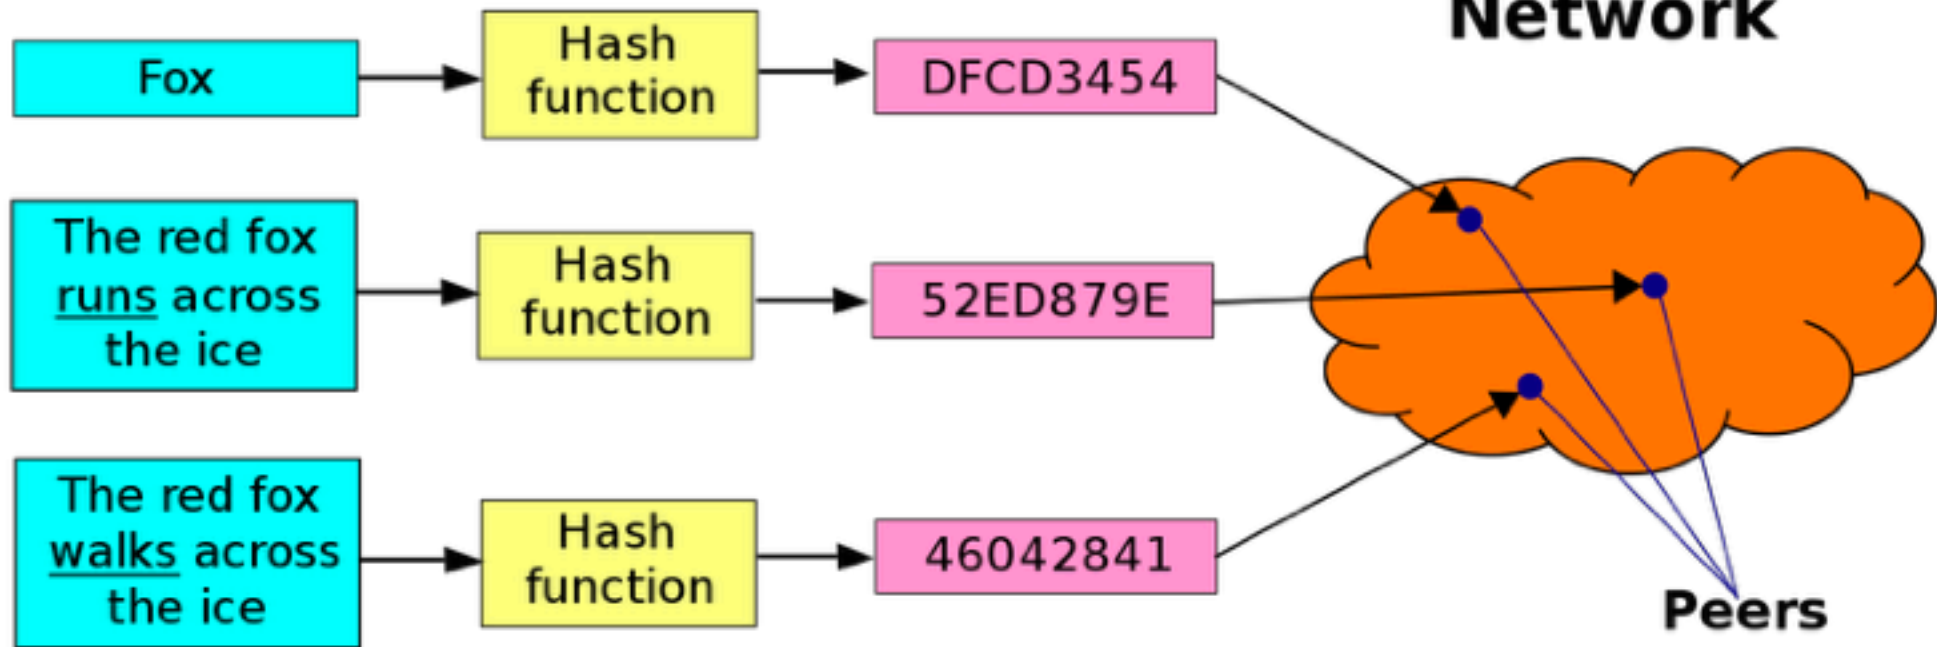 Network
Fox
Hash
function
DFCD3454
The red fox
runs across
the ice
Hash
function
52ED879E
The red fox
walks across
the ice
Hash
function
46042841
Peers